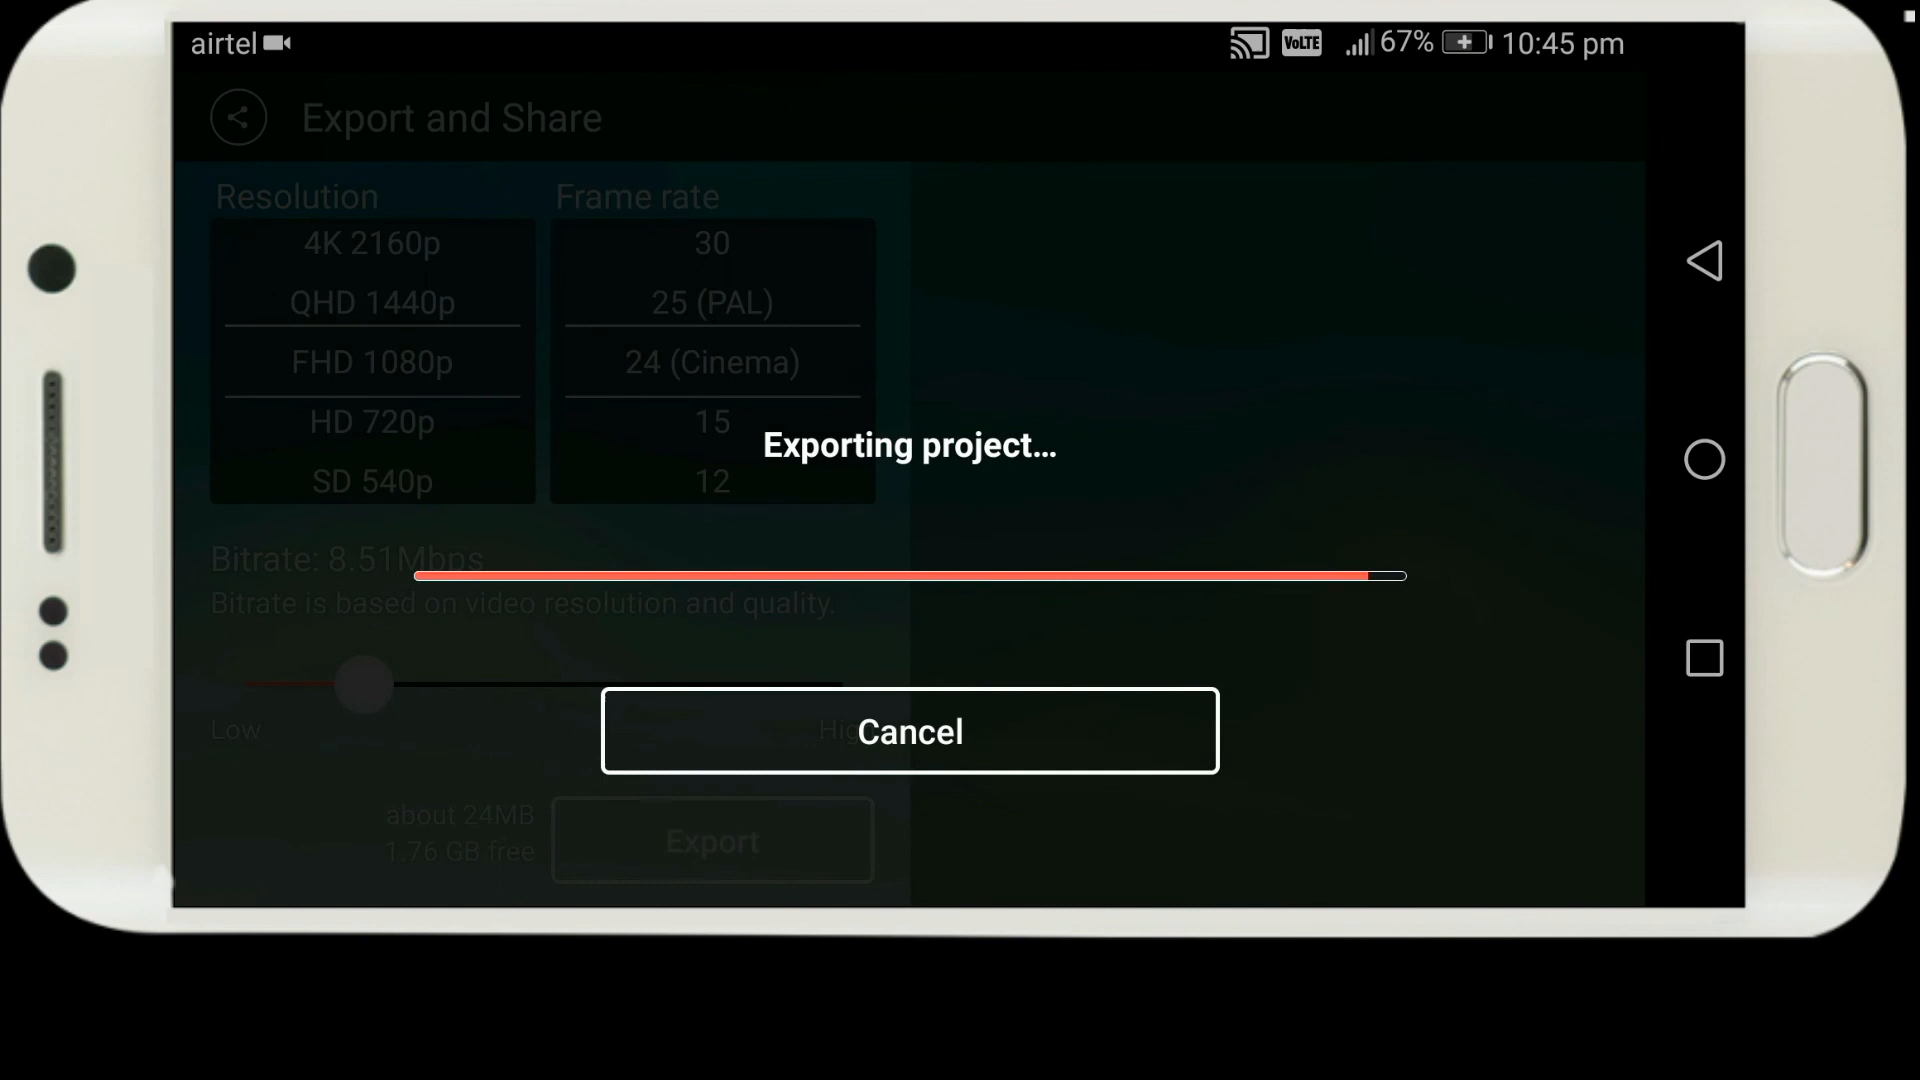 airtel
VoLTE 67% 10:45 pm
Export and Share
Resolution Frame rate
4K 2160p 30
QHD 1440p 25 (PAL)
FHD 1080p 24 (Cinema)
HD 720p 15
SD 540p 12
Exporting project...
Bitrate: 8.51Mbps
Bitrate is based on video resolution and quality.
Low
Cancel
about 24MB
1.76 GB free
Export